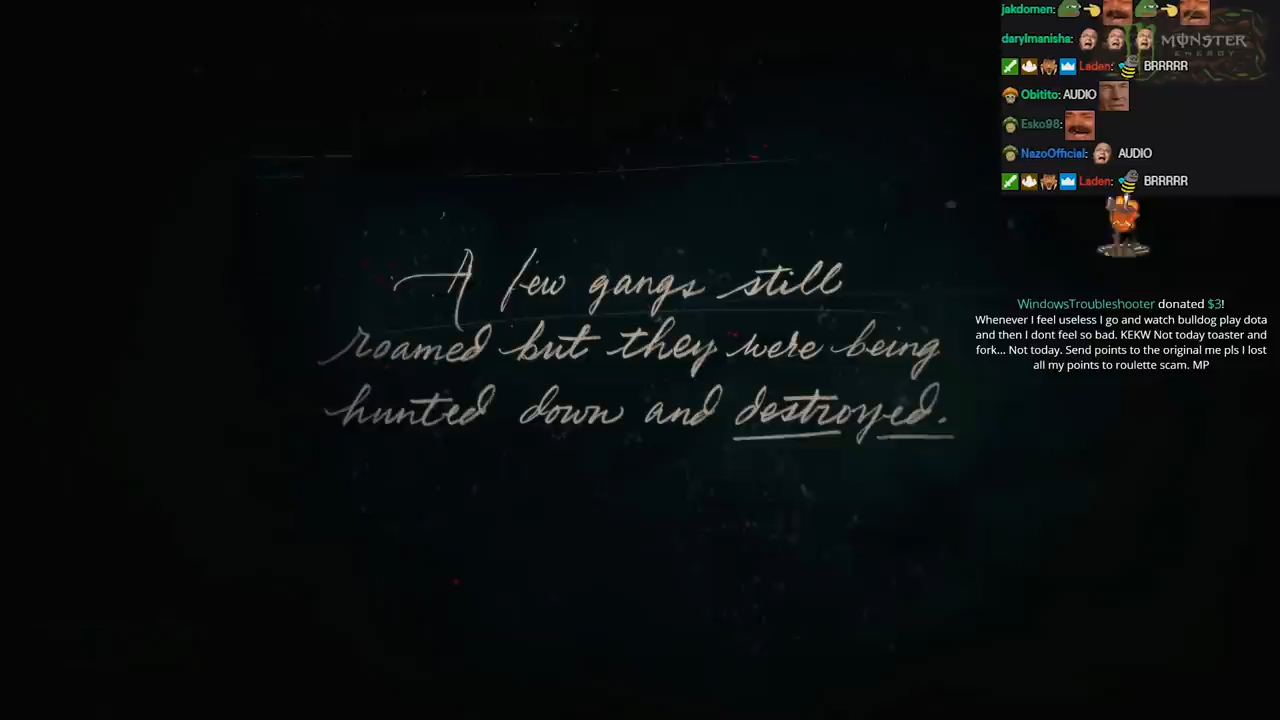 jakdomen:
MONSTER
ENERGY
darylmanisha:
Laden: BRRRRR
Obitito: AUDIO
Esko98:
NazoOfficial: AUDIO
Laden: BRRRRR
A few gangs still
roamed but they were being
hunted down and destroyed.
WindowsTroubleshooter donated $3!
Whenever I feel useless I go and watch bulldog play dota
and then I dont feel so bad. KEKW Not today toaster and
fork... Not today. Send points to the original me pls I lost
all my points to roulette scam. MP